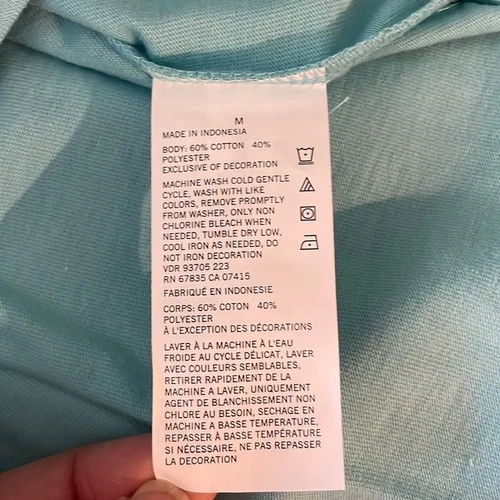 M
MADE IN INDONESIA
BODY: 60% COTTON 40%
POLYESTER
EXCLUSIVE OF DECORATION
MACHINE WASH COLD GENTLE
CYCLE, WASH WITH LIKE
COLORS, REMOVE PROMPTLY
FROM WASHER, ONLY NON
CHLORINE BLEACH WHEN
NEEDED, TUMBLE DRY LOW,
COOL IRON AS NEEDED, DO
NOT IRON DECORATION
VDR 93705 223
RN 67835 CA 07415
FABRIQUÉ EN INDONESIE
CORPS: 60% COTON 40%
POLYESTER
À L'EXCEPTION DES DÉCORATIONS
LAVER À LA MACHINE À L'EAU
FROIDE AU CYCLE DÉLICAT, LAVER
AVEC COULEURS SEMBLABLES,
RETIRER RAPIDEMENT DE LA
MACHINE A LAVER, UNIQUEMENT
AGENT DE BLANCHISSEMENT NON
CHLORE AU BESOIN, SECHAGE EN
MACHINE A BASSE TEMPERATURE,
REPASSER À BASSE TEMPÉRATURE
SI NÉCESSAIRE, NE PAS REPASSER
LA DECORATION